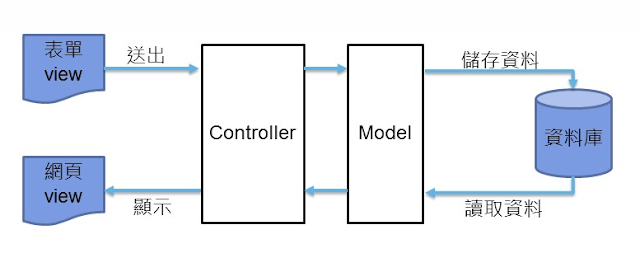 表單
view
送出
儲存資料
Controller
Model
資料庫
網頁
view
顯示
讀取資料